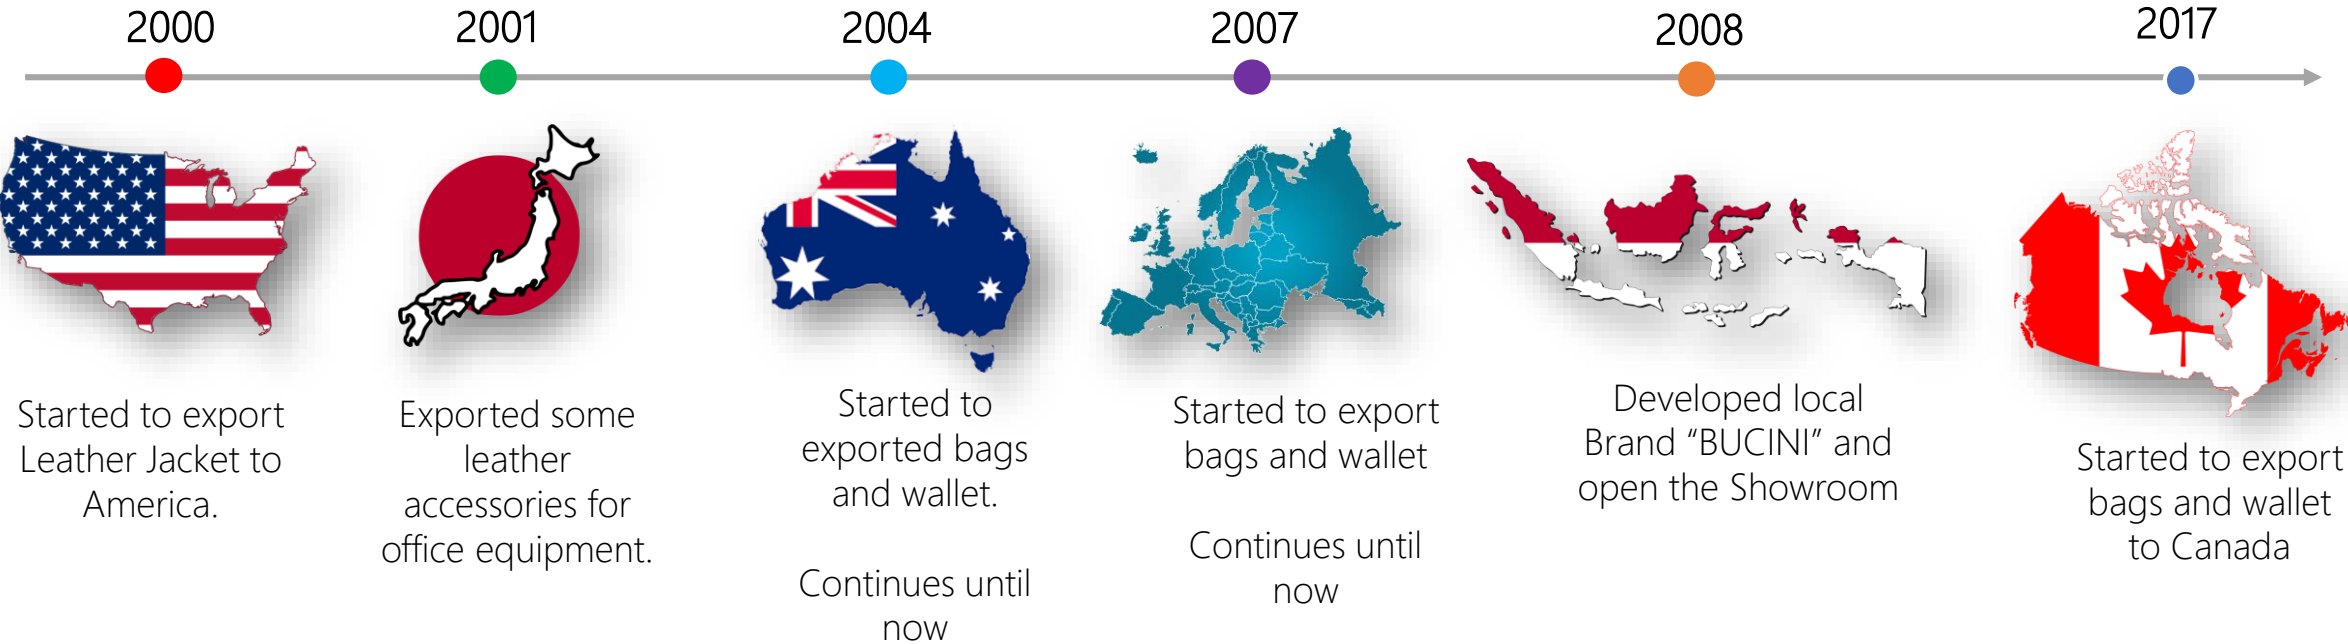 2000
Started to export
Leather Jacket to
America.
2001
Exported some
leather
accessories for
office equipment.
2004
Started to
exported bags
and wallet.
Continues until
now
2007
Started to export
bags and wallet
Continues until
now
2008
Developed local
Brand “BUCINI” and
open the Showroom
2017
Started to export
bags and wallet
to Canada